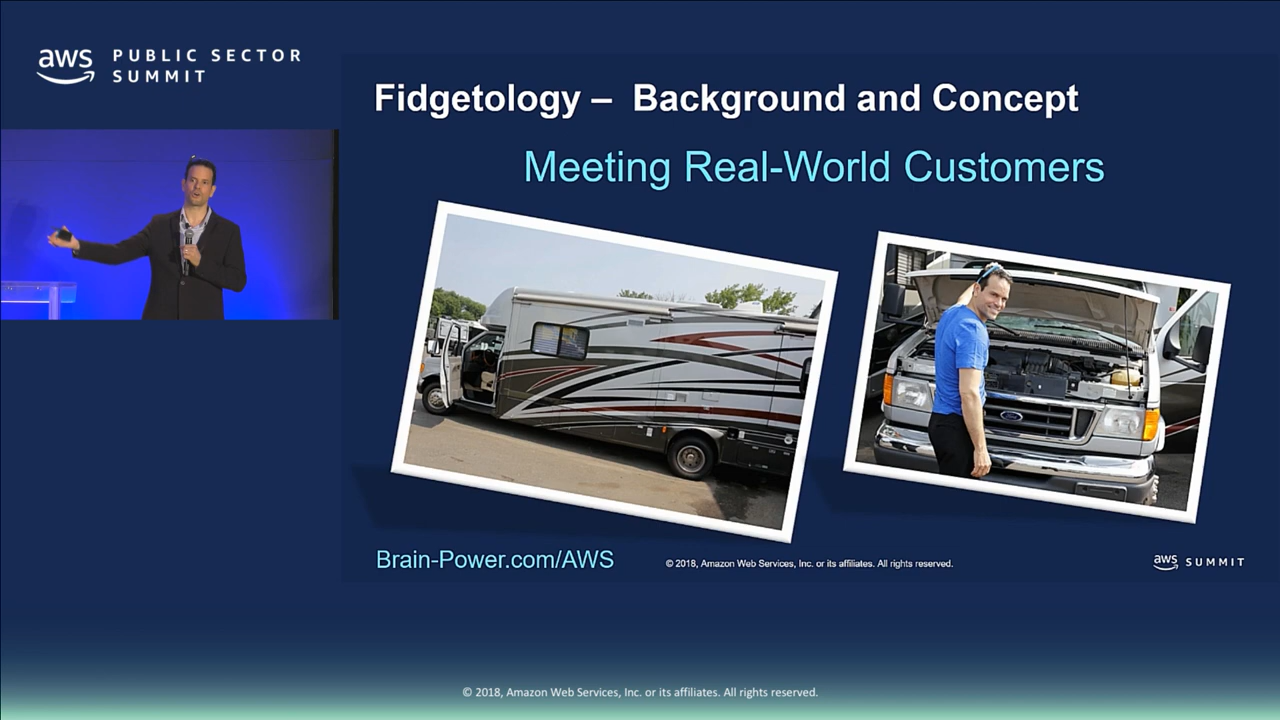 aws PUBLIC SECTOR
SUMMIT
Fidgetology – Background and Concept
Meeting Real-World Customers
Ford
Brain-Power.com/AWS
© 2018, Amazon Web Services, Inc. or its affiliates. All rights reserved.
aws SUMMIT
© 2018, Amazon Web Services, Inc. or its affiliates. All rights reserved.